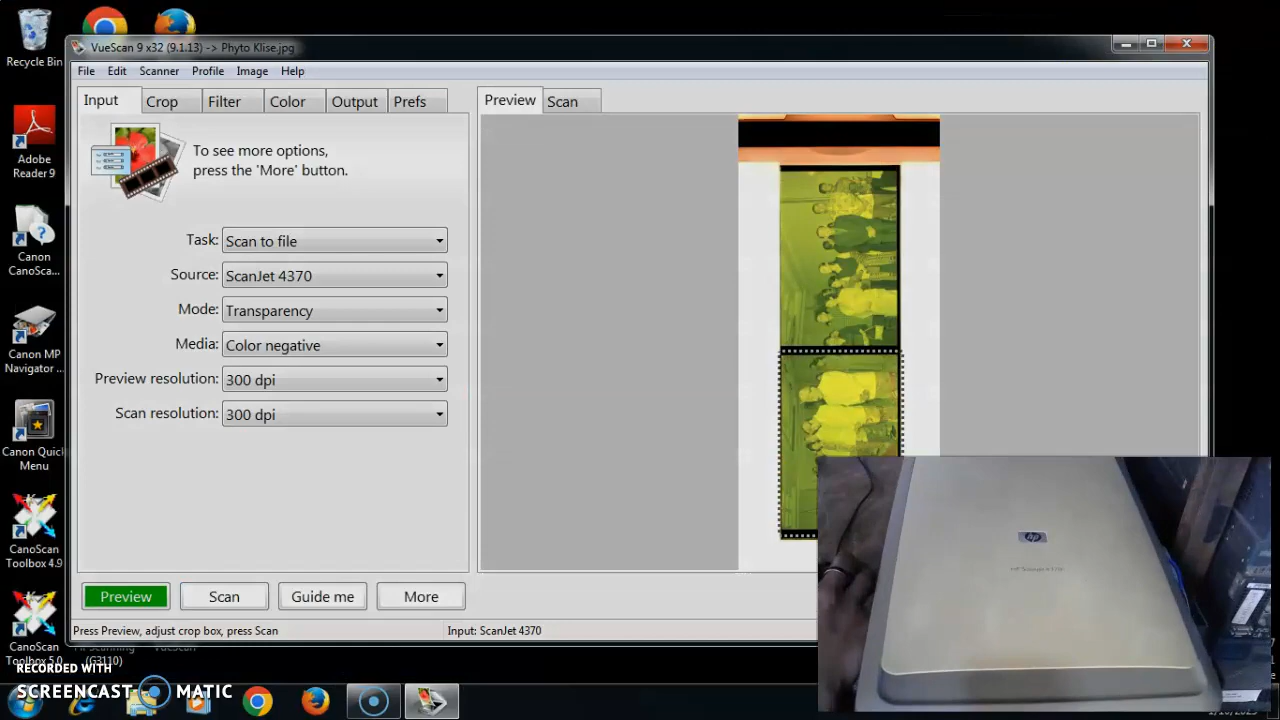 Recycle Bin
Adobe
Reader 9
Canon
CanoSca...
Canon MP
Navigator ...
Canon Quick
Menu
CanoScan
Toolbox 4.9
CanoScan
Toolbox 5.0
(G3110)
VueScan
VueScan 9 x32 (9.1.13) -> Phyto Klise.jpg
File Edit Scanner Profile Image Help
Input Crop Filter Color Output Prefs
Preview Scan
To see more options,
press the 'More' button.
Task: Scan to file
Source: ScanJet 4370
Mode: Transparency
Media: Color negative
Preview resolution: 300 dpi
Scan resolution: 300 dpi
Preview Scan Guide me More
Press Preview, adjust crop box, press Scan
Input: ScanJet 4370
hp
RECORDED WITH
SCREENCAST MATIC